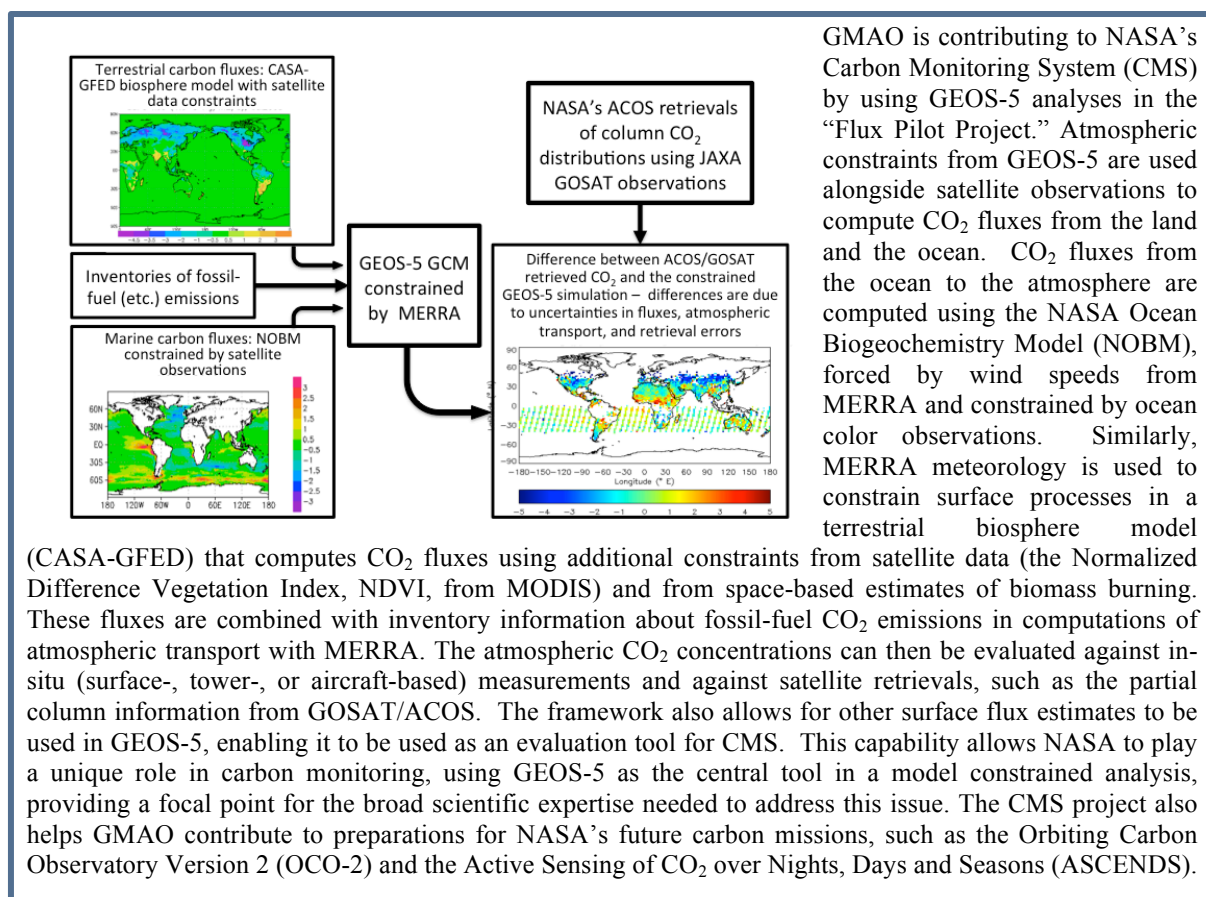 Terrestrial carbon fluxes: CASA-
GFED biosphere model with satellite
data constraints
NASA's ACOS retrievals
of column CO₂
distributions using JAXA
GOSAT observations
Inventories of fossil-
fuel (etc.) emissions
GEOS-5 GCM
constrained
by MERRA
Marine carbon fluxes: NOBM
constrained by satellite
observations
60N
30N
EQ
30S
60S
180 120W 60W 0 60E 120E 180
3
2.5
2
1.5
1
0.5
-0.5
-1
-1.5
-2
-2.5
-3
Difference between ACOS/GOSAT
retrieved CO₂ and the constrained
GEOS-5 simulation – differences are due
to uncertainties in fluxes, atmospheric
transport, and retrieval errors
90
60
30
0
-30
-60
-90
-180 -150 -120 -90 -60 -30 0 30 60 90 120 150 180
Longitude (° E)
-5 -4 -3 -2 -1 0 1 2 3 4 5
GMAO is contributing to NASA's
Carbon Monitoring System (CMS)
by using GEOS-5 analyses in the
“Flux Pilot Project.” Atmospheric
constraints from GEOS-5 are used
alongside satellite observations to
compute CO₂ fluxes from the land
and the ocean. CO₂ fluxes from
the ocean to the atmosphere are
computed using the NASA Ocean
Biogeochemistry Model (NOBM),
forced by wind speeds from
MERRA and constrained by ocean
color observations. Similarly,
MERRA meteorology is used to
constrain surface processes in a
terrestrial biosphere model
(CASA-GFED) that computes CO₂ fluxes using additional constraints from satellite data (the Normalized
Difference Vegetation Index, NDVI, from MODIS) and from space-based estimates of biomass burning.
These fluxes are combined with inventory information about fossil-fuel CO₂ emissions in computations of
atmospheric transport with MERRA. The atmospheric CO₂ concentrations can then be evaluated against in-
situ (surface-, tower-, or aircraft-based) measurements and against satellite retrievals, such as the partial
column information from GOSAT/ACOS. The framework also allows for other surface flux estimates to be
used in GEOS-5, enabling it to be used as an evaluation tool for CMS. This capability allows NASA to play
a unique role in carbon monitoring, using GEOS-5 as the central tool in a model constrained analysis,
providing a focal point for the broad scientific expertise needed to address this issue. The CMS project also
helps GMAO contribute to preparations for NASA's future carbon missions, such as the Orbiting Carbon
Observatory Version 2 (OCO-2) and the Active Sensing of CO₂ over Nights, Days and Seasons (ASCENDS).